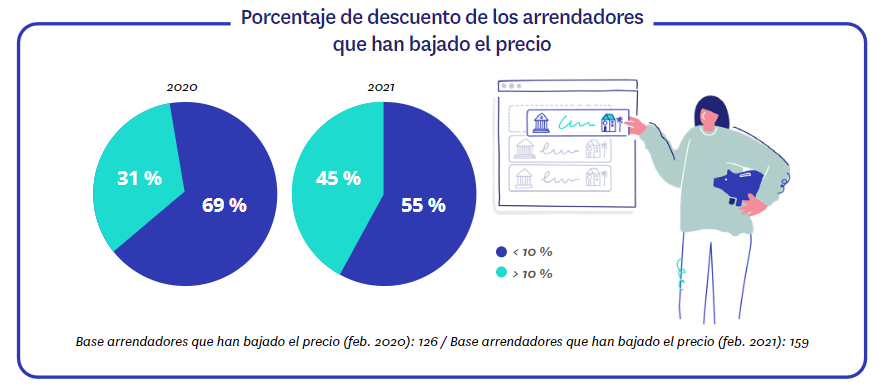 Porcentaje de descuento de los arrendadores
que han bajado el precio
2020
2021
31 %
69 %
45 %
55 %
< 10 %
> 10 %
Base arrendadores que han bajado el precio (feb. 2020): 126 / Base arrendadores que han bajado el precio (feb. 2021): 159